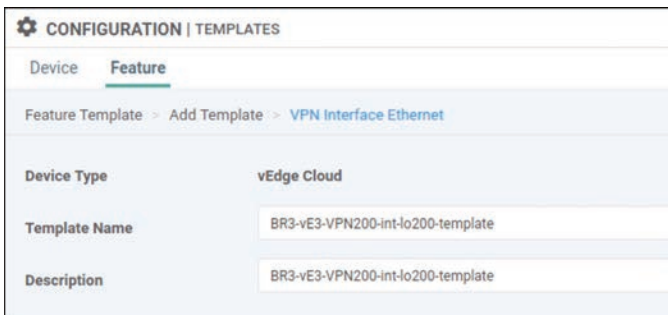 CONFIGURATION | TEMPLATES
Device Feature
Feature Template > Add Template > VPN Interface Ethernet
Device Type vEdge Cloud
Template Name BR3-vE3-VPN200-int-lo200-template
Description BR3-vE3-VPN200-int-lo200-template